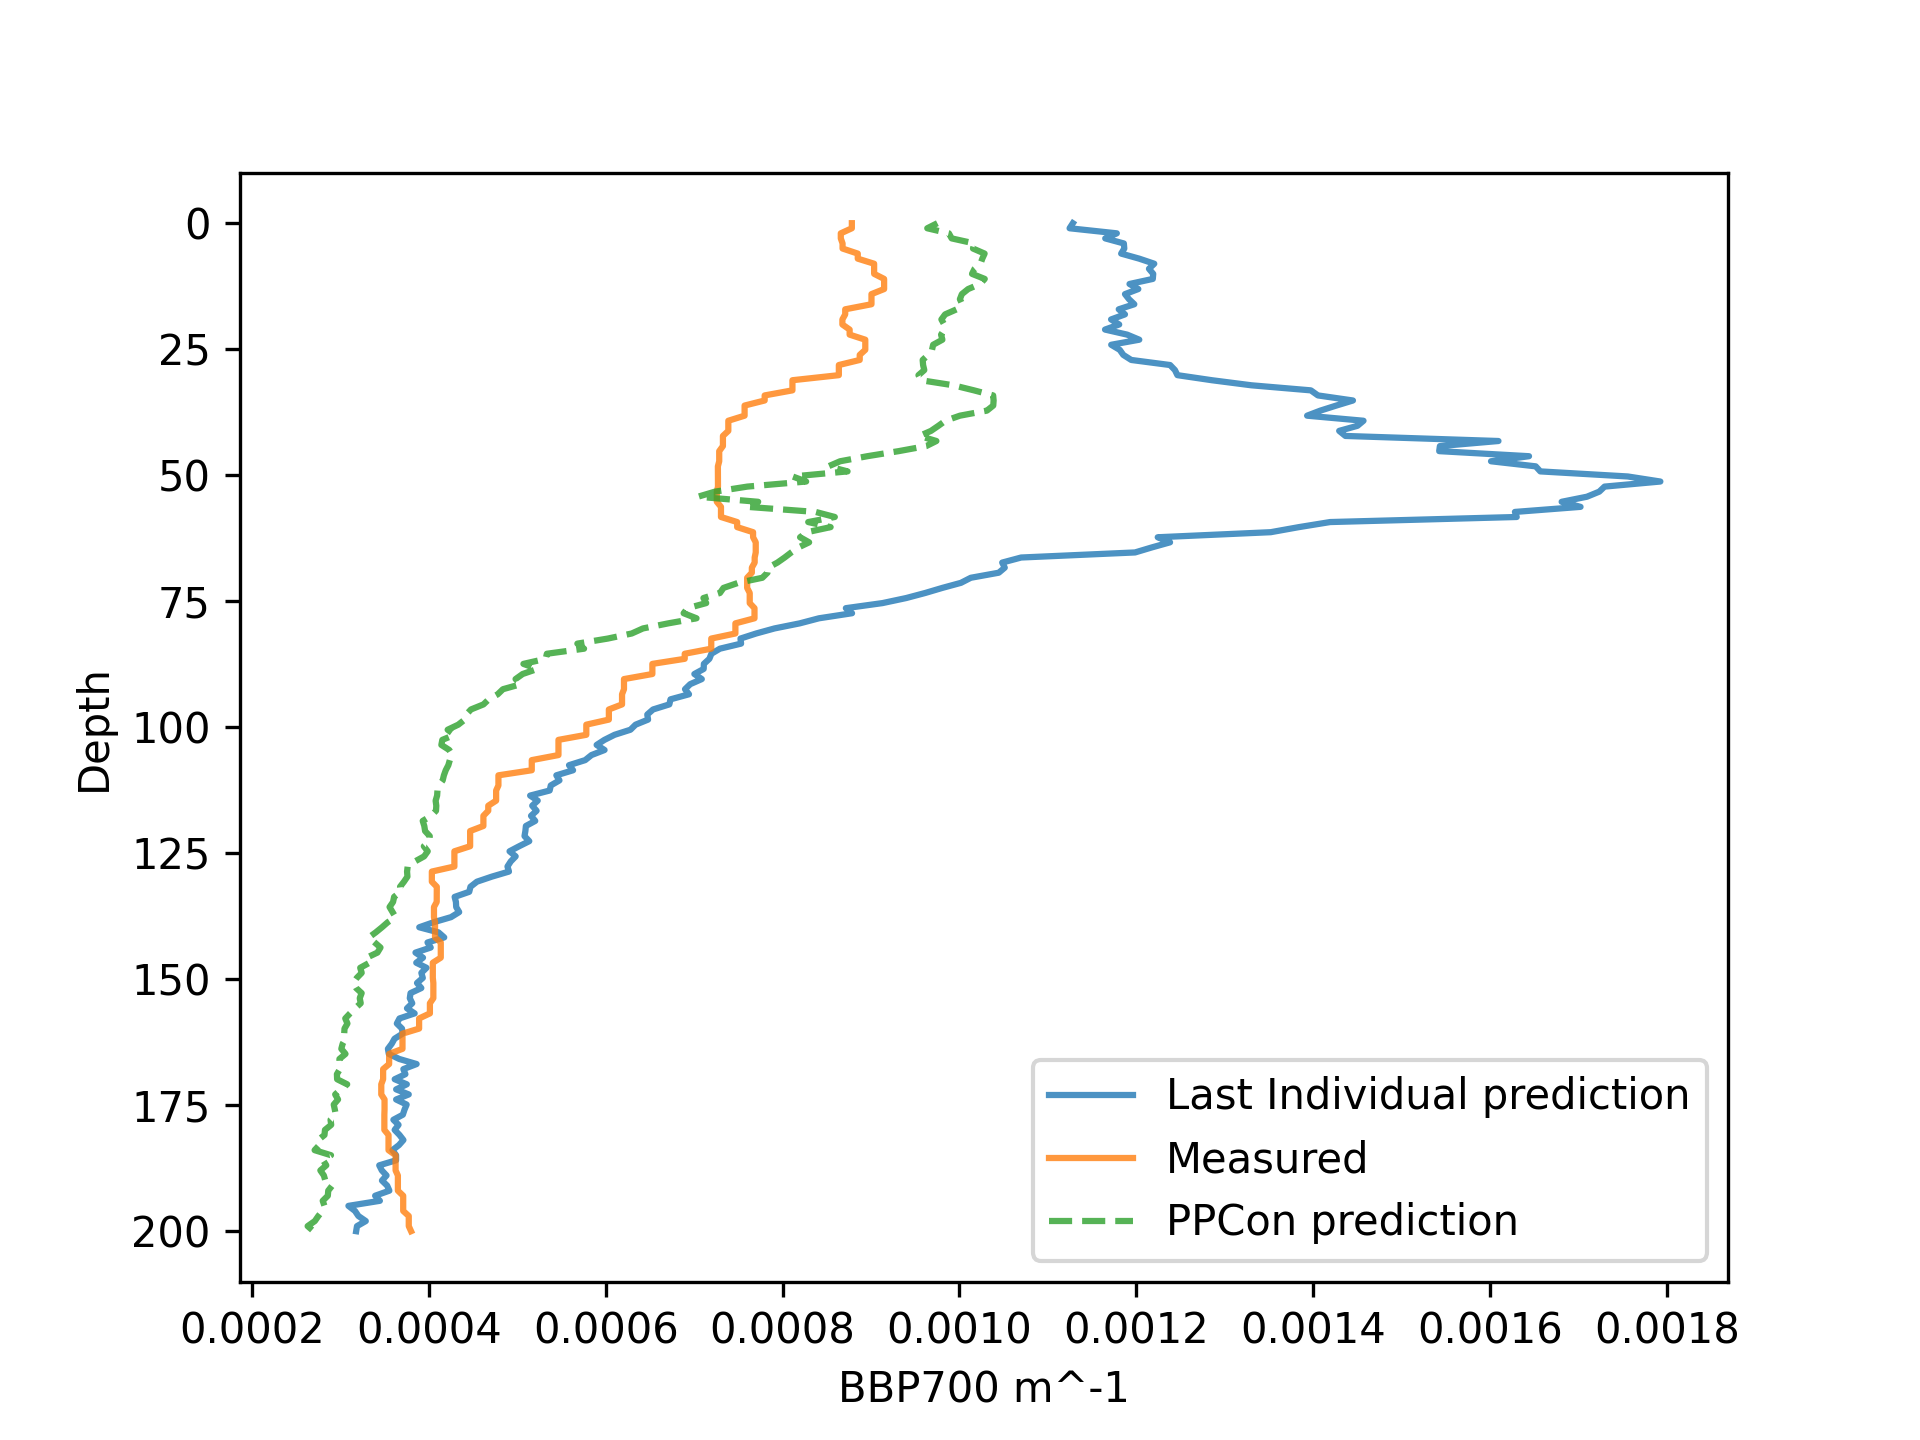 0
25
50
75
100
125
150
175
200
Depth
Last Individual prediction
Measured
PPCon prediction
0.0002 0.0004 0.0006 0.0008 0.0010 0.0012 0.0014 0.0016 0.0018
BBP700 m^-1